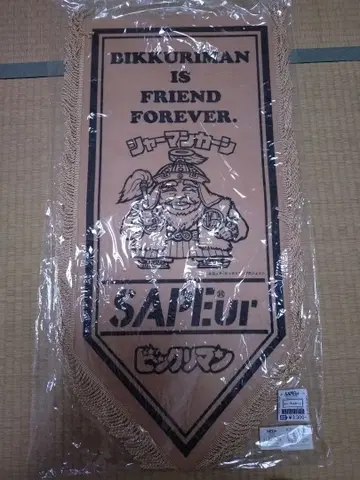 BIKKURIMAN
IS
FRIEND
FOREVER.
シャーマンカーン
SAPEur®
ビックリマン
SAPEur